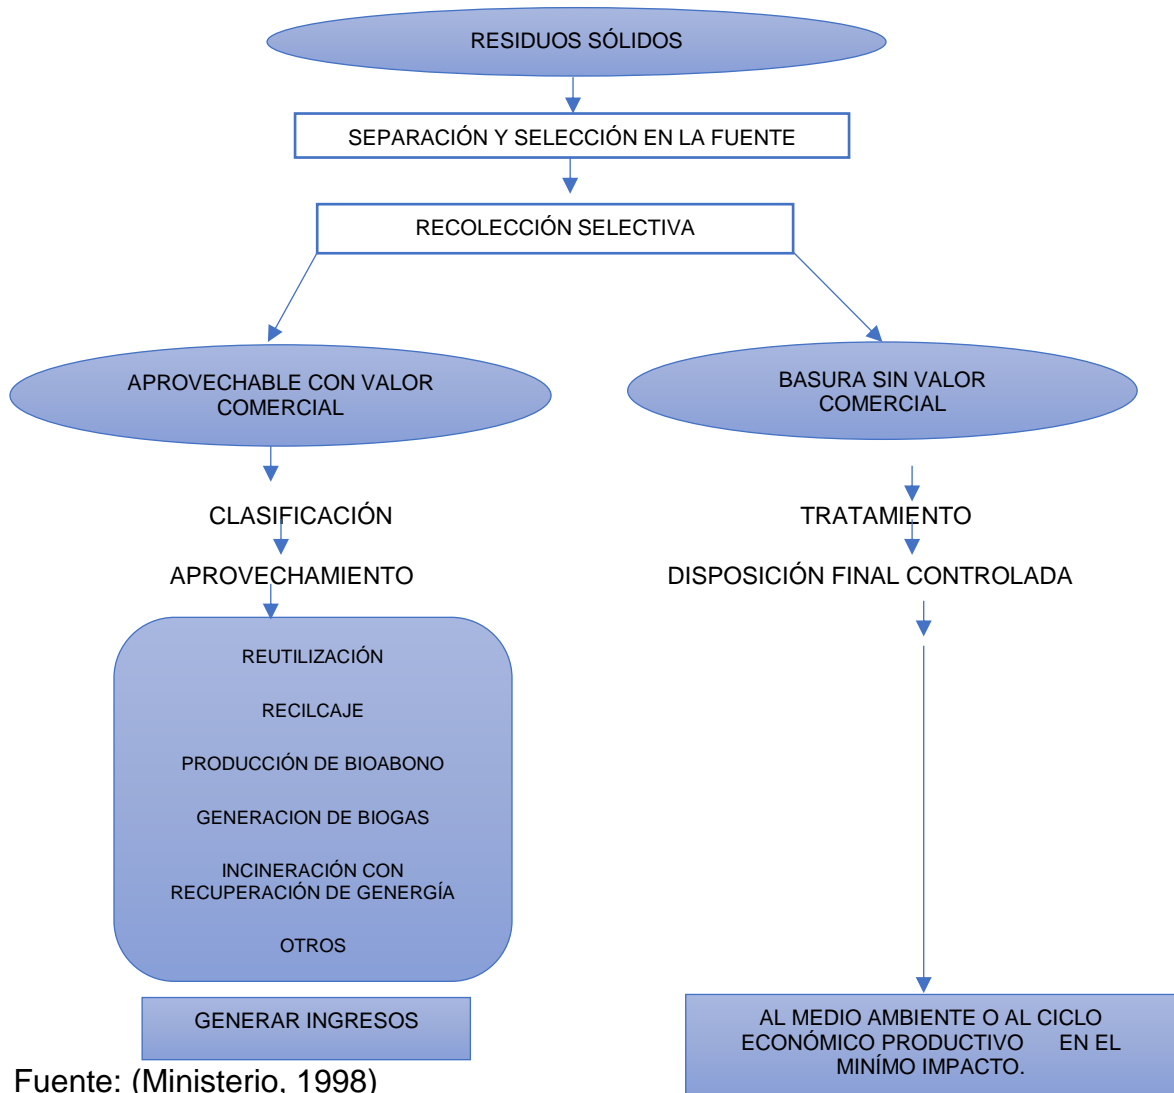 RESIDUOS SÓLIDOS
SEPARACIÓN Y SELECCIÓN EN LA FUENTE
RECOLECCIÓN SELECTIVA
APROVECHABLE CON VALOR
COMERCIAL
BASURA SIN VALOR
COMERCIAL
CLASIFICACIÓN
TRATAMIENTO
APROVECHAMIENTO
DISPOSICIÓN FINAL CONTROLADA
REUTILIZACIÓN
RECILCAJE
PRODUCCIÓN DE BIOABONO
GENERACION DE BIOGAS
INCINERACIÓN CON
RECUPERACIÓN DE GENERGÍA
OTROS
GENERAR INGRESOS
AL MEDIO AMBIENTE O AL CICLO
ECONÓMICO PRODUCTIVO EN EL
MINÍMO IMPACTO.
Fuente: (Ministerio, 1998)